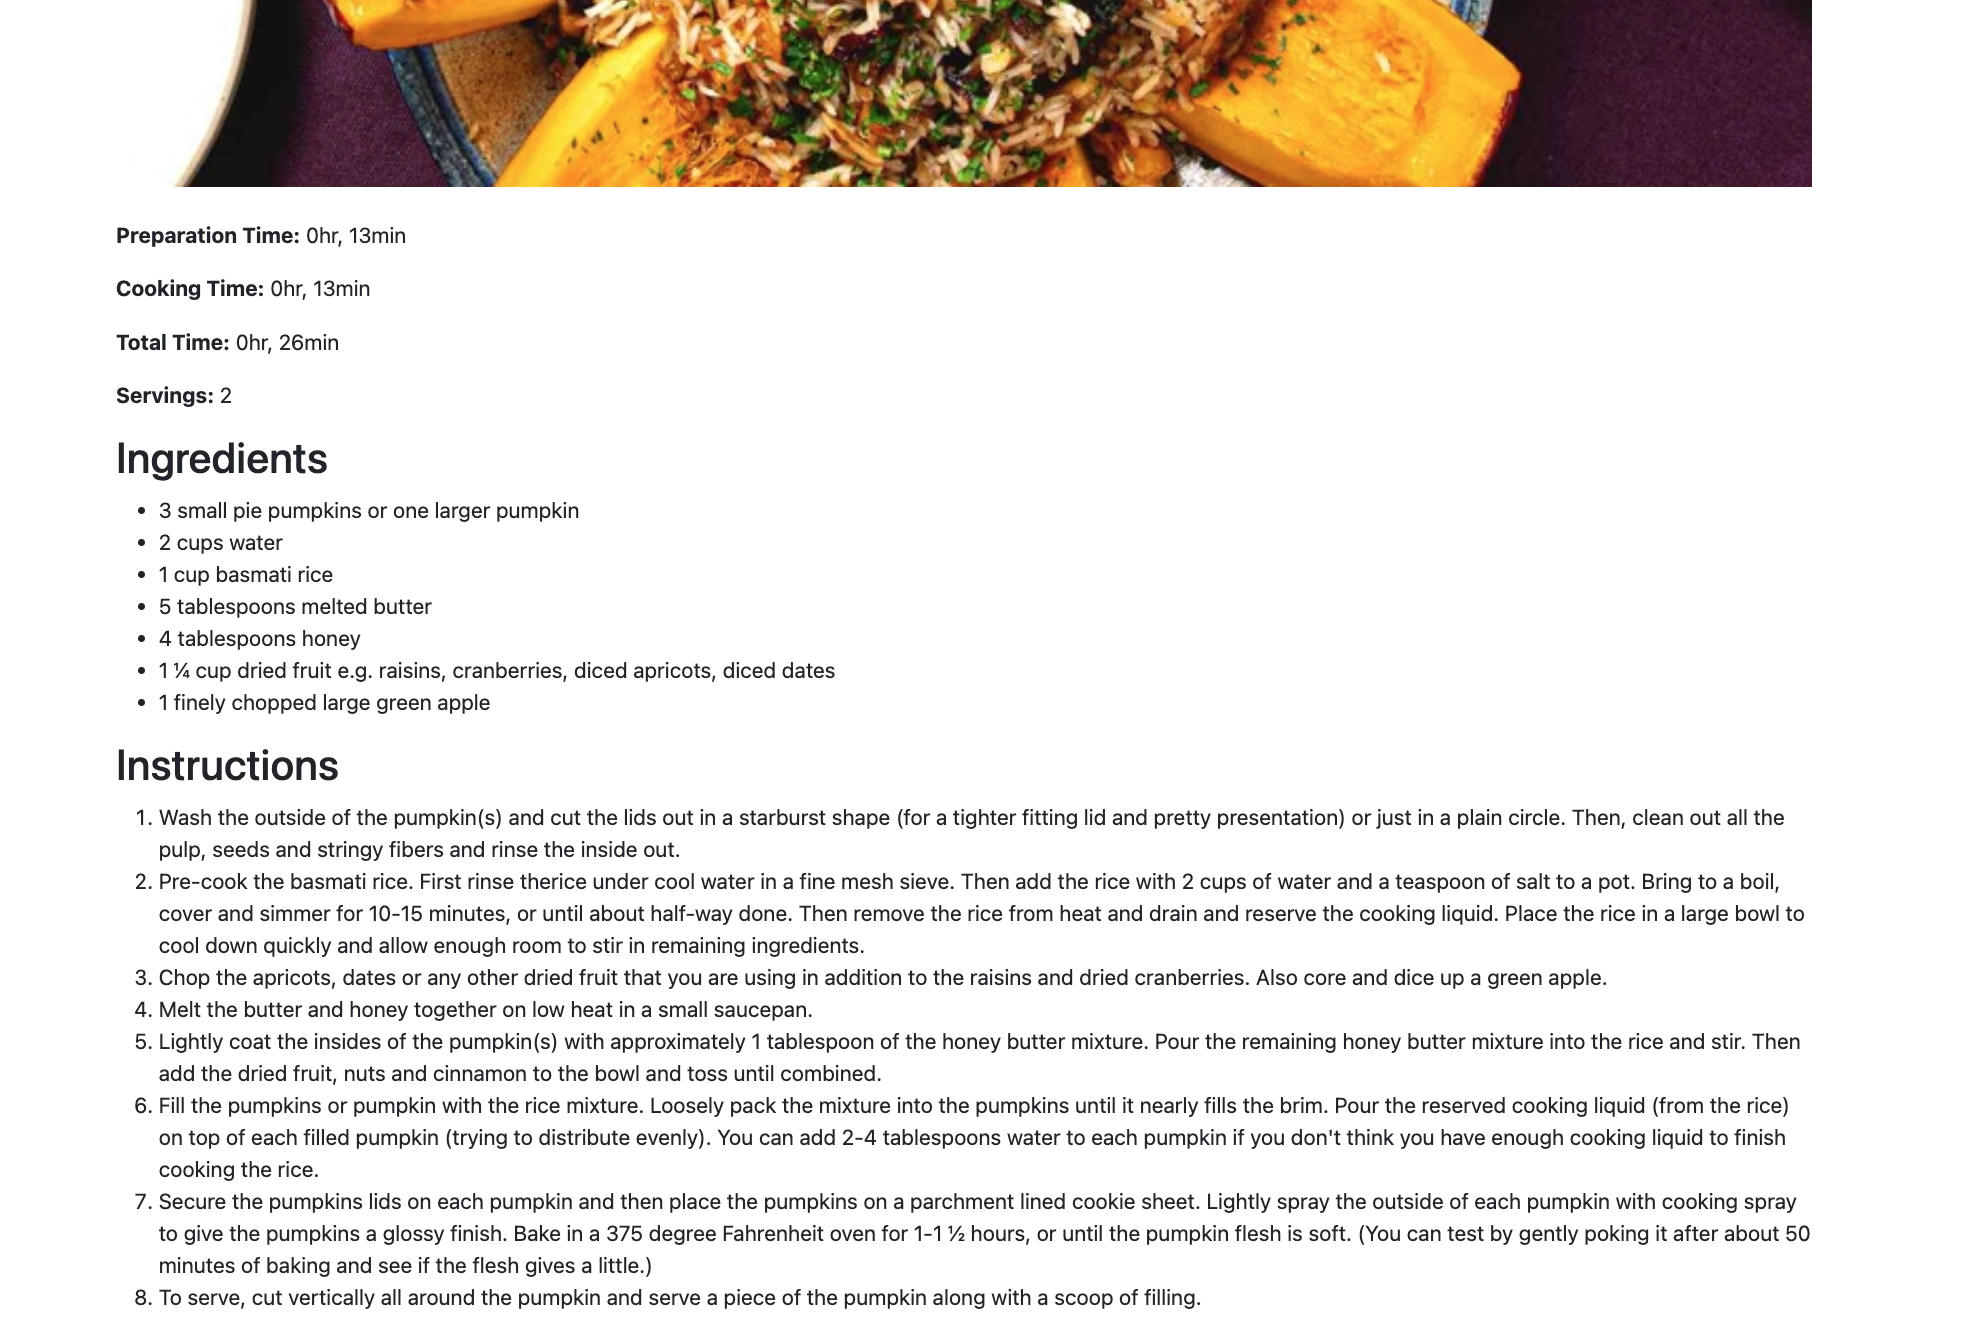 Preparation Time: 0hr, 13min
Cooking Time: 0hr, 13min
Total Time: 0hr, 26min
Servings: 2
Ingredients
• 3 small pie pumpkins or one larger pumpkin
• 2 cups water
• 1 cup basmati rice
• 5 tablespoons melted butter
• 4 tablespoons honey
• 1 ¼ cup dried fruit e.g. raisins, cranberries, diced apricots, diced dates
• 1 finely chopped large green apple
Instructions
1. Wash the outside of the pumpkin(s) and cut the lids out in a starburst shape (for a tighter fitting lid and pretty presentation) or just in a plain circle. Then, clean out all the
pulp, seeds and stringy fibers and rinse the inside out.
2. Pre-cook the basmati rice. First rinse therice under cool water in a fine mesh sieve. Then add the rice with 2 cups of water and a teaspoon of salt to a pot. Bring to a boil,
cover and simmer for 10-15 minutes, or until about half-way done. Then remove the rice from heat and drain and reserve the cooking liquid. Place the rice in a large bowl to
cool down quickly and allow enough room to stir in remaining ingredients.
3. Chop the apricots, dates or any other dried fruit that you are using in addition to the raisins and dried cranberries. Also core and dice up a green apple.
4. Melt the butter and honey together on low heat in a small saucepan.
5. Lightly coat the insides of the pumpkin(s) with approximately 1 tablespoon of the honey butter mixture. Pour the remaining honey butter mixture into the rice and stir. Then
add the dried fruit, nuts and cinnamon to the bowl and toss until combined.
6. Fill the pumpkins or pumpkin with the rice mixture. Loosely pack the mixture into the pumpkins until it nearly fills the brim. Pour the reserved cooking liquid (from the rice)
on top of each filled pumpkin (trying to distribute evenly). You can add 2-4 tablespoons water to each pumpkin if you don't think you have enough cooking liquid to finish
cooking the rice.
7. Secure the pumpkins lids on each pumpkin and then place the pumpkins on a parchment lined cookie sheet. Lightly spray the outside of each pumpkin with cooking spray
to give the pumpkins a glossy finish. Bake in a 375 degree Fahrenheit oven for 1-1 ½ hours, or until the pumpkin flesh is soft. (You can test by gently poking it after about 50
minutes of baking and see if the flesh gives a little.)
8. To serve, cut vertically all around the pumpkin and serve a piece of the pumpkin along with a scoop of filling.